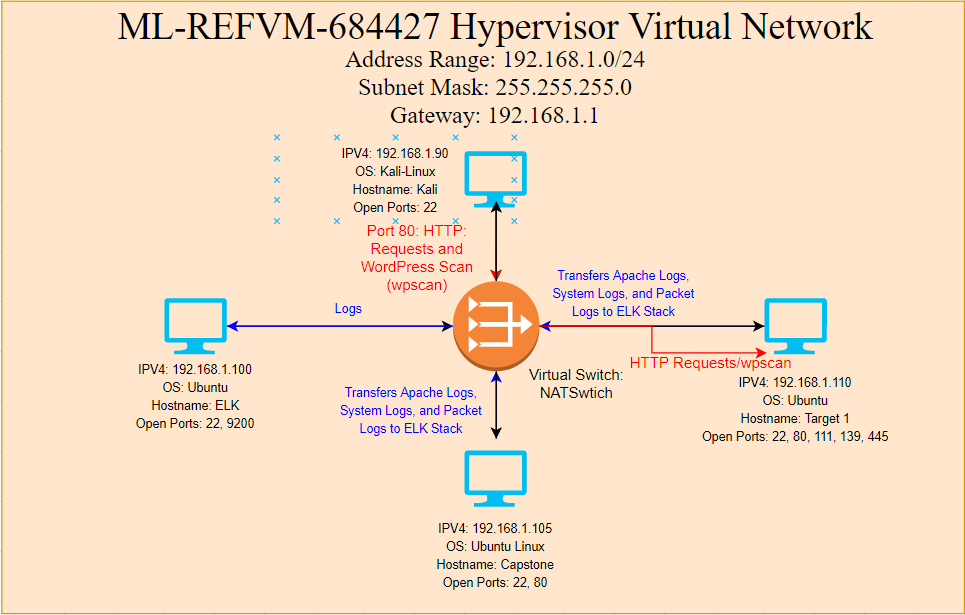 ML-REFVM-684427 Hypervisor Virtual Network
Address Range: 192.168.1.0/24
Subnet Mask: 255.255.255.0
Gateway: 192.168.1.1
IPV4: 192.168.1.90
OS: Kali-Linux
Hostname: Kali
Open Ports: 22
Port 80: HTTP:
Requests and
WordPress Scan
(wpscan)
Transfers Apache Logs,
System Logs, and Packet
Logs to ELK Stack
Logs
HTTP Requests/wpscan
IPV4: 192.168.1.100
OS: Ubuntu
Hostname: ELK
Open Ports: 22, 9200
Virtual Switch:
NATSwtich
IPV4: 192.168.1.110
OS: Ubuntu
Hostname: Target 1
Open Ports: 22, 80, 111, 139, 445
Transfers Apache Logs,
System Logs, and Packet
Logs to ELK Stack
IPV4: 192.168.1.105
OS: Ubuntu Linux
Hostname: Capstone
Open Ports: 22, 80